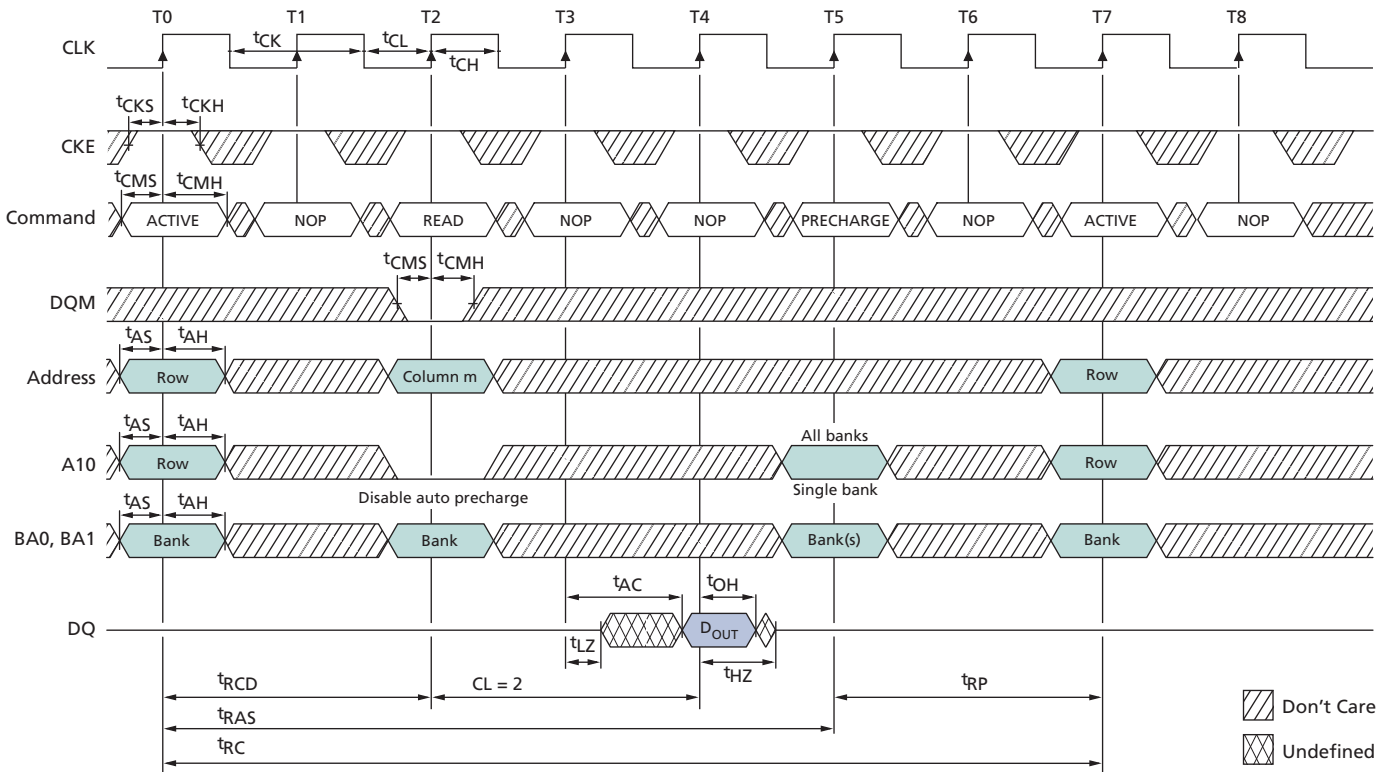 T0 T1 T2 T3 T4 T5 T6 T7 T8
CLK
tCK tCL
tCH
tCKS tCKH
CKE
tCMS tCMH
Command ACTIVE NOP READ NOP NOP PRECHARGE NOP ACTIVE NOP
tCMS tCMH
DQM
tAS tAH
Address Row Column m Row
tAS tAH
All banks
A10 Row Row
Disable auto precharge Single bank
tAS tAH
BA0, BA1 Bank Bank Bank(s) Bank
tAC tOH
DQ DOUT
tLZ tHZ
tRCD CL = 2 tRP
Don't Care
tRAS
tRC
Undefined